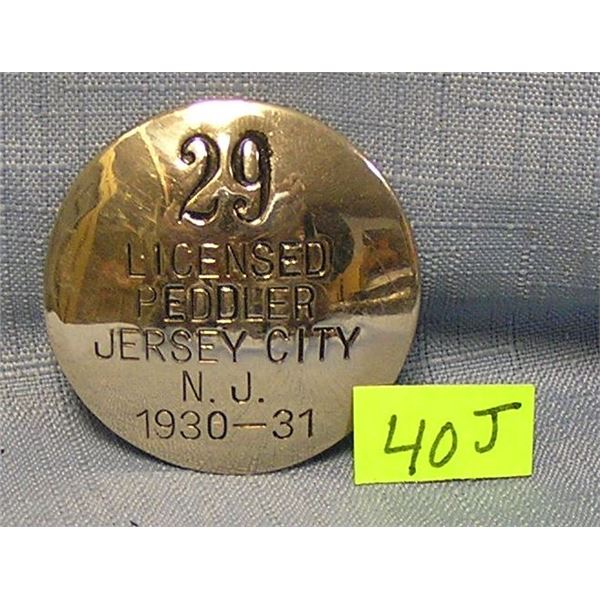 29
LICENSED
PEDDLER
JERSEY CITY
N. J.
1930-31
40J